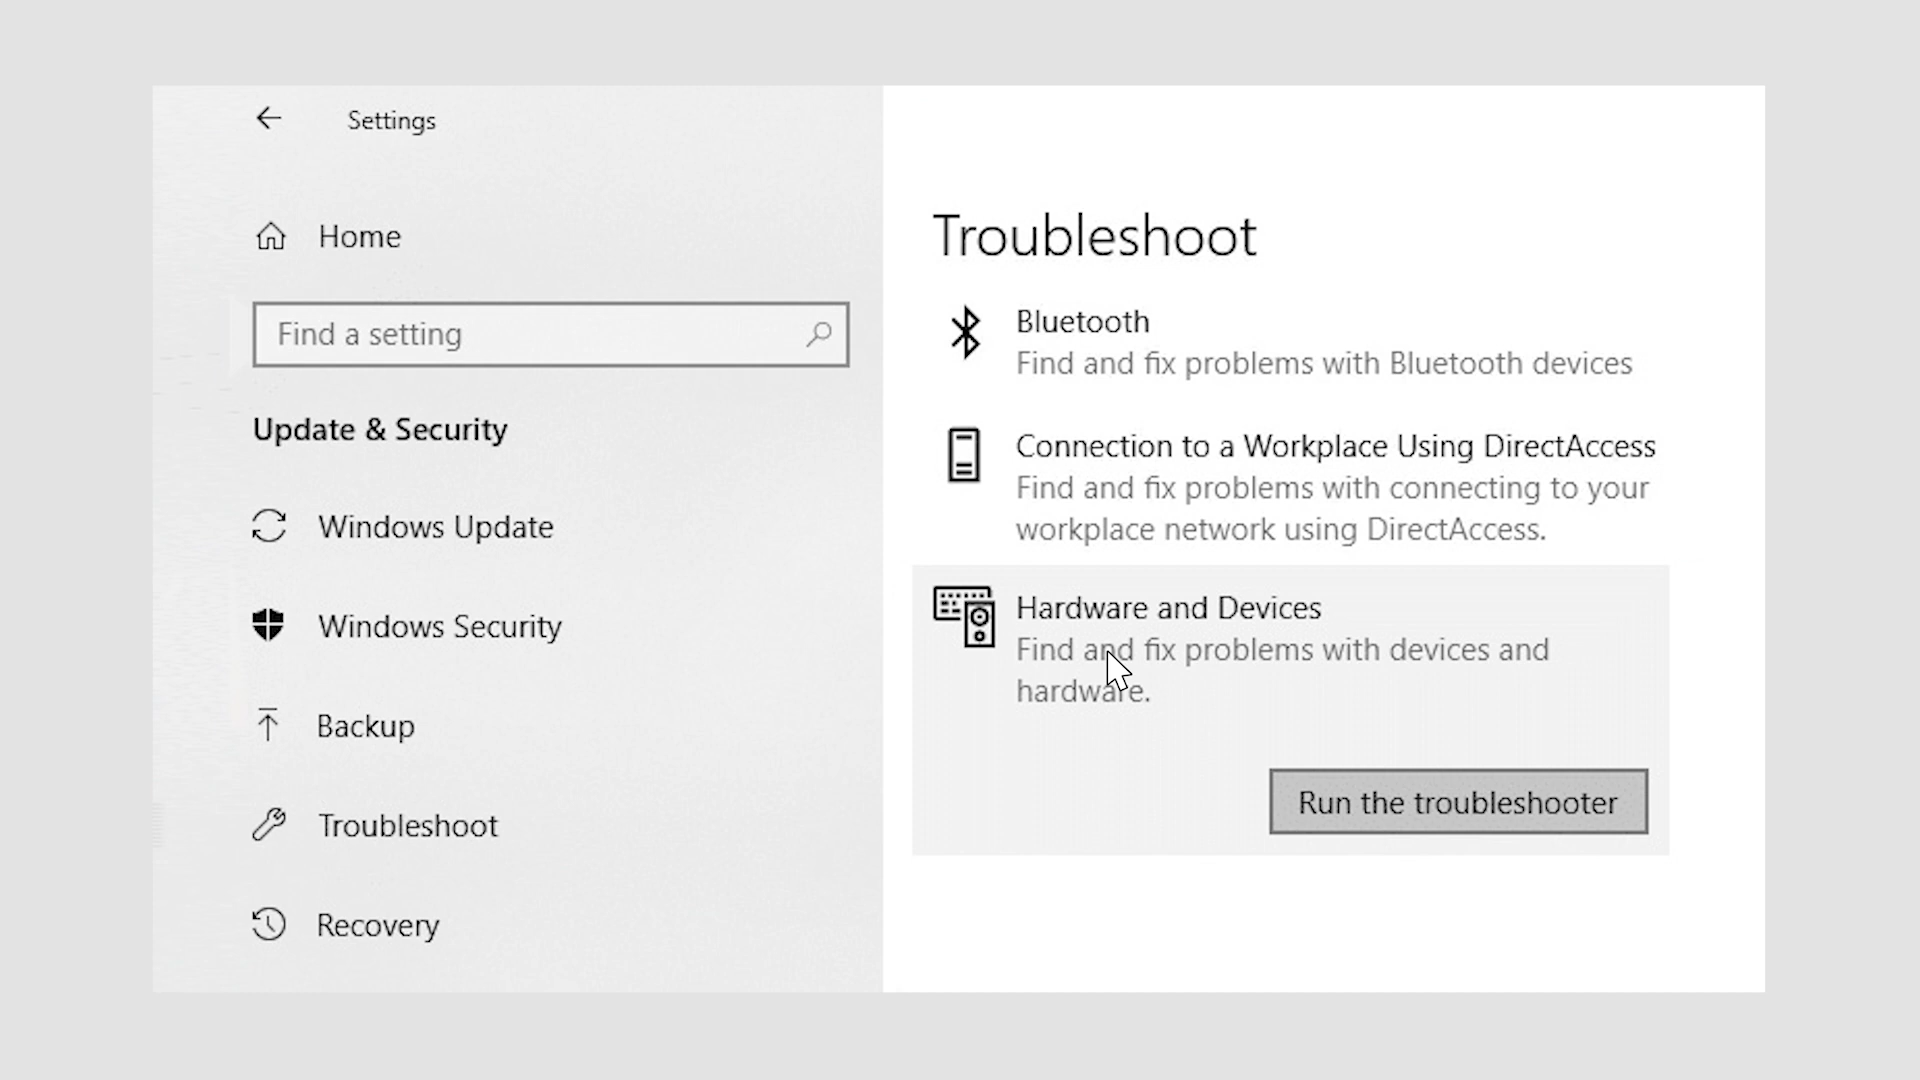 Settings
Home
Find a setting
Update & Security
Windows Update
Windows Security
Backup
Troubleshoot
Recovery
Troubleshoot
Bluetooth
Find and fix problems with Bluetooth devices
Connection to a Workplace Using DirectAccess
Find and fix problems with connecting to your
workplace network using DirectAccess.
Hardware and Devices
Find and fix problems with devices and
hardware.
Run the troubleshooter